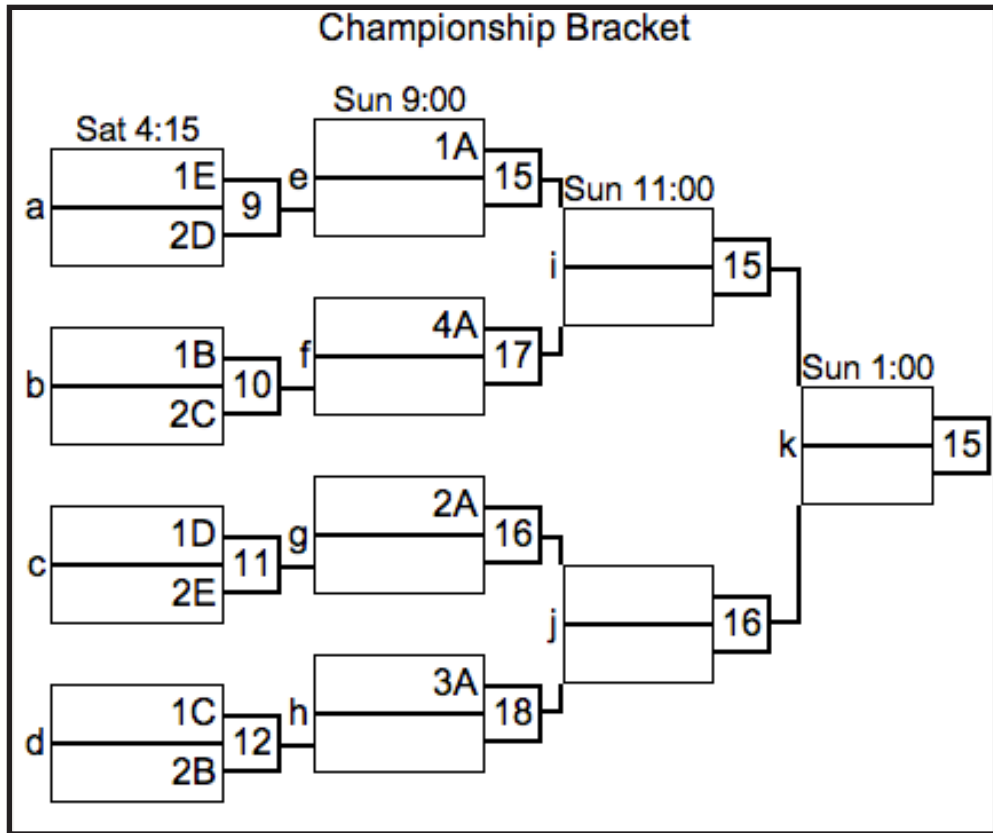 Championship Bracket
Sat 4:15
a
1E
2D
9
b
1B
2C
10
c
1D
2E
11
d
1C
2B
12
Sun 9:00
e
1A
15
f
4A
17
g
2A
16
h
3A
18
Sun 11:00
i
15
j
16
Sun 1:00
k
15